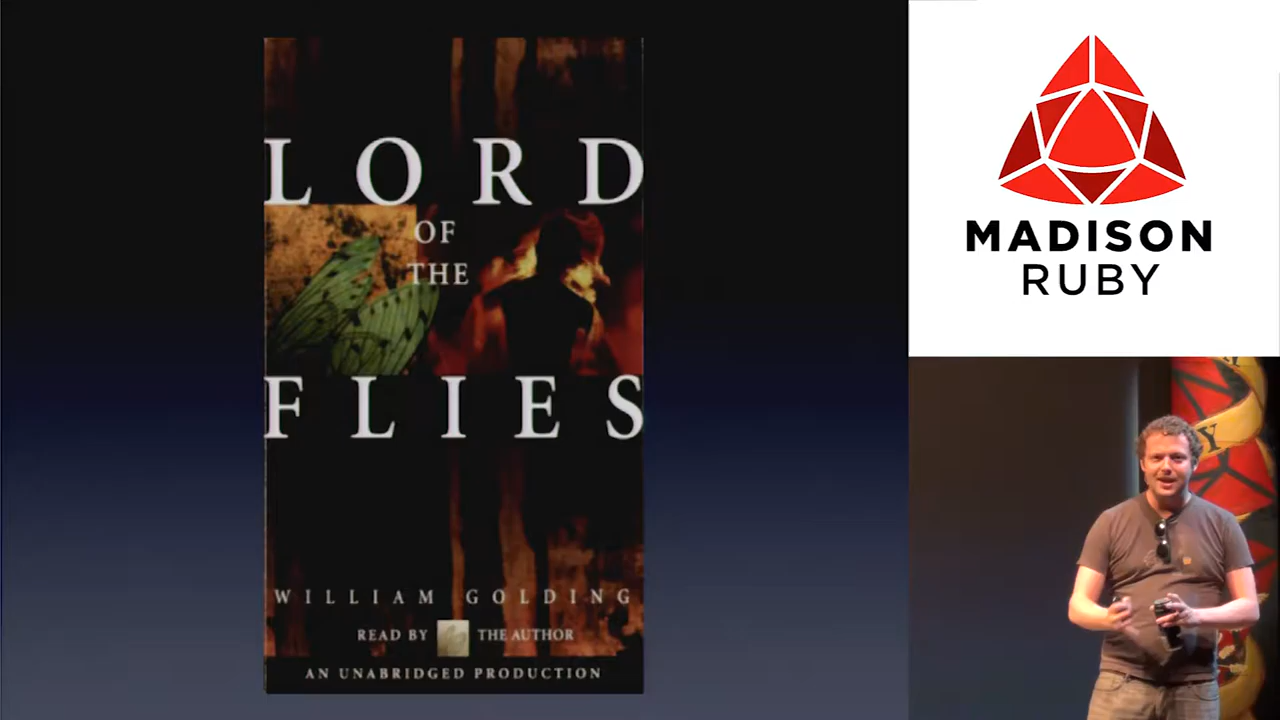 LORD
OF
THE
FLIES
WILLIAM GOLDING
READ BY THE AUTHOR
AN UNABRIDGED PRODUCTION
MADISON
RUBY